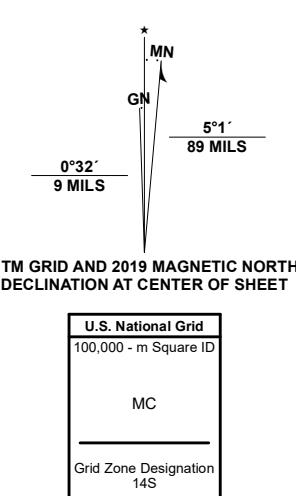 ★
MN
GN
5°1´
89 MILS
0°32´
9 MILS
TM GRID AND 2019 MAGNETIC NORTH
DECLINATION AT CENTER OF SHEET
U.S. National Grid
100,000 - m Square ID
MC
Grid Zone Designation
14S